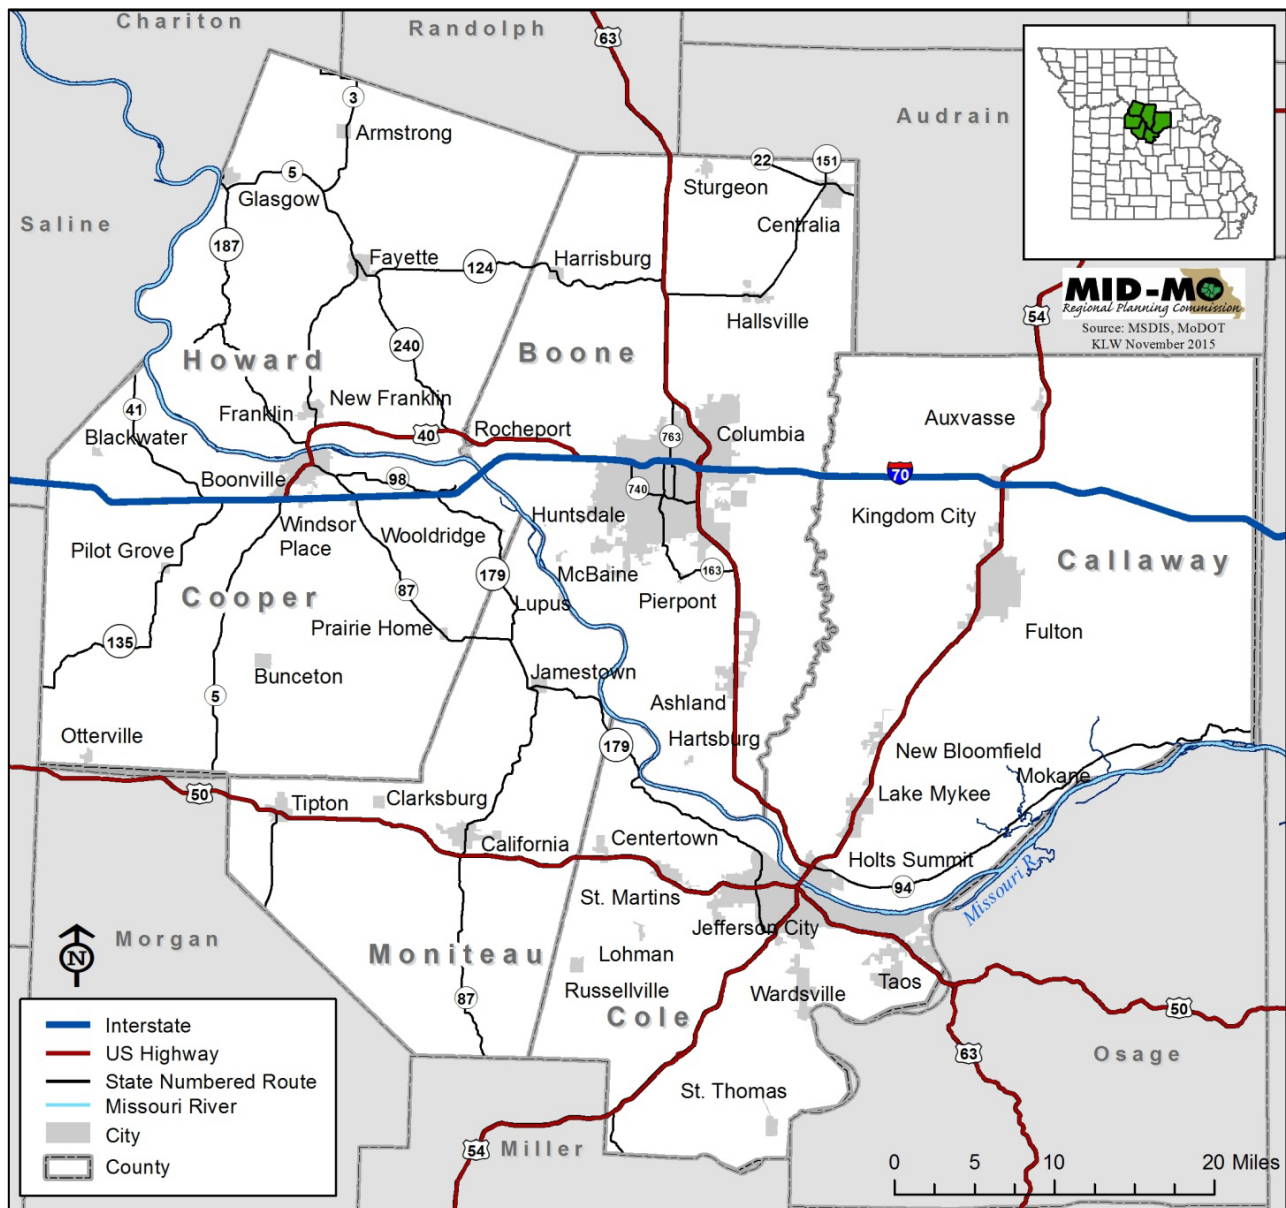 Chariton
Randolph
63
Audrain
3
Armstrong
22
151
5
Sturgeon
Glasgow
Centralia
Saline
187
Fayette
124
Harrisburg
MID-MO
Regional Planning Commission
Source: MSDIS, MoDOT
KLW November 2015
54
Hallsville
240
Howard
Boone
41
Franklin
New Franklin
Auxvasse
Blackwater
40
Rocheport
763
Columbia
Boonville
98
740
70
Windsor
Place
Wooldridge
Huntsdale
Kingdom City
Pilot Grove
179
McBaine
163
Callaway
Cooper
87
Lupus
Pierpont
Prairie Home
Fulton
135
Bunceton
Jamestown
5
Ashland
Otterville
179
Hartsburg
New Bloomfield
Mokane
50
Tipton
Clarksburg
Lake Mykee
California
Centertown
Holts Summit
94
St. Martins
Missouri R.
Jefferson City
Morgan
N
Moniteau
Lohman
Russellville
Wardsville
Taos
87
Cole
50
Interstate
US Highway
State Numbered Route
Missouri River
City
County
63
Osage
St. Thomas
54
Miller
0 5 10 20 Miles